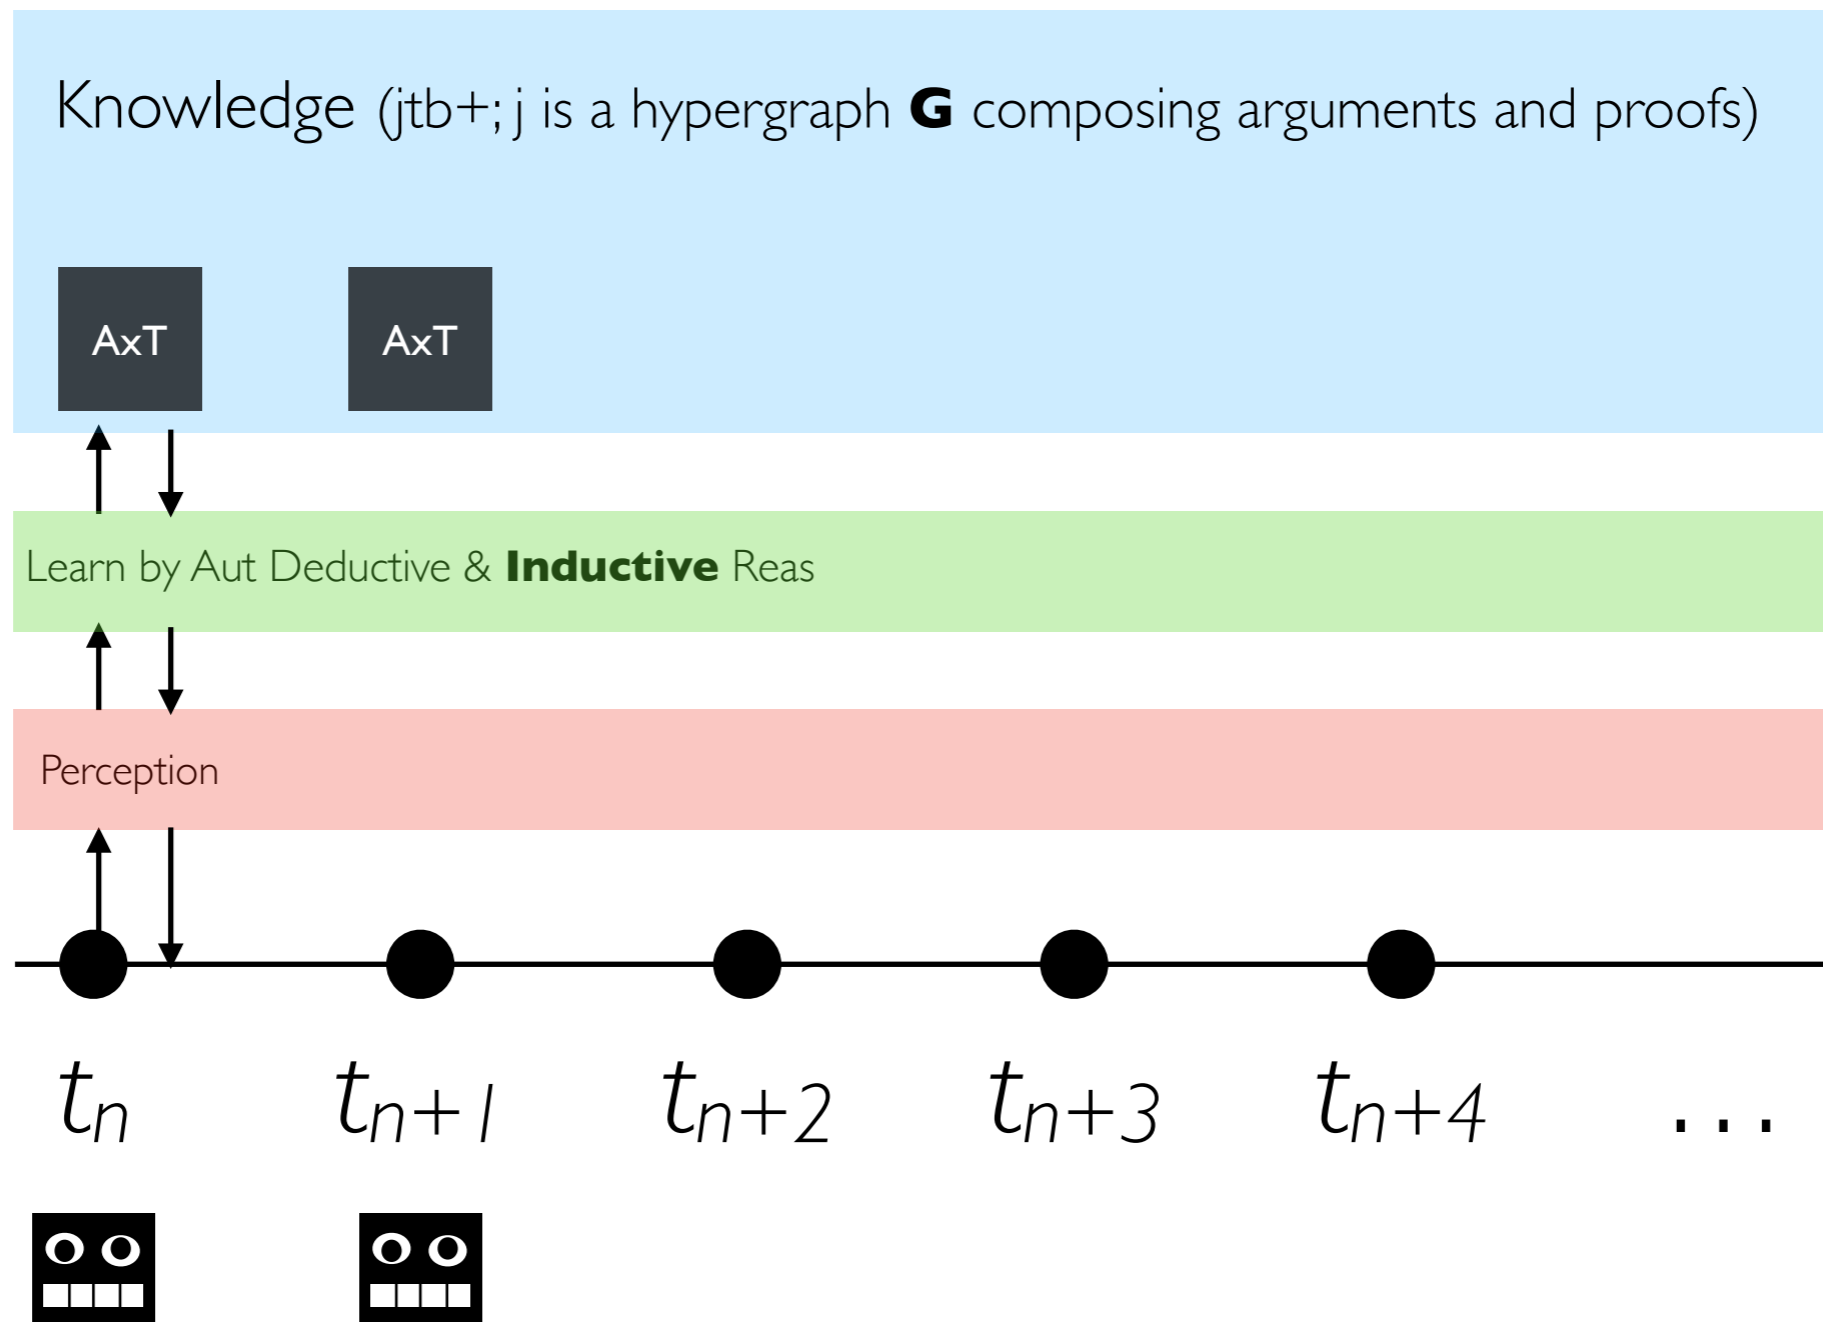 Knowledge (jtb+; j is a hypergraph G composing arguments and proofs)
AxT AxT
Learn by Aut Deductive & Inductive Reas
Perception
tn tn+1 tn+2 tn+3 tn+4 ...